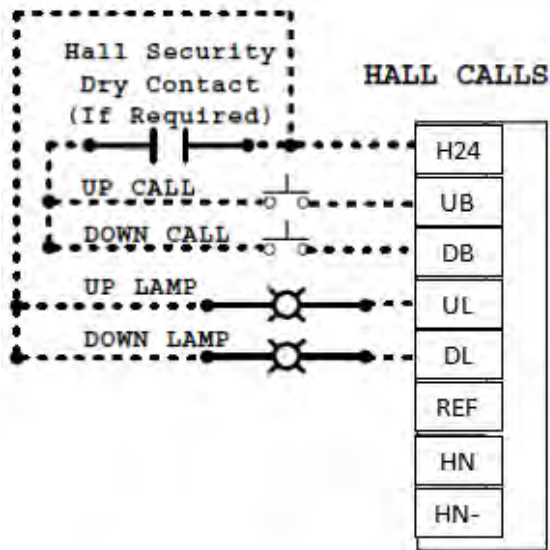 Hall Security
Dry Contact
(If Required)
HALL CALLS
H24
UP CALL
UB
DOWN CALL
DB
UP LAMP
UL
DOWN LAMP
DL
REF
HN
HN-